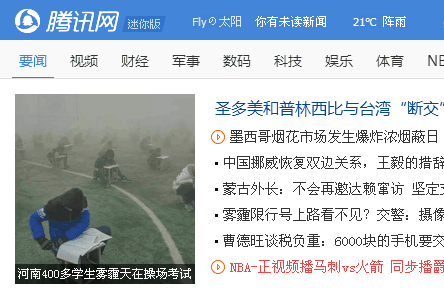 腾讯网 迷你版 Fly⊙太阳 你有未读新闻 21℃ 阵雨
要闻 视频 财经 军事 数码 科技 娱乐 体育 NE
圣多美和普林西比与台湾“断交”
墨西哥烟花市场发生爆炸浓烟蔽日
中国挪威恢复双边关系，王毅的措辞
蒙古外长：不会再邀达赖窜访 坚定支
雾霾限行号上路看不见？交警：摄像
曹德旺谈税负重：6000块的手机要交
NBA-正视频播马刺vs火箭 同步播爵
河南400多学生雾霾天在操场考试